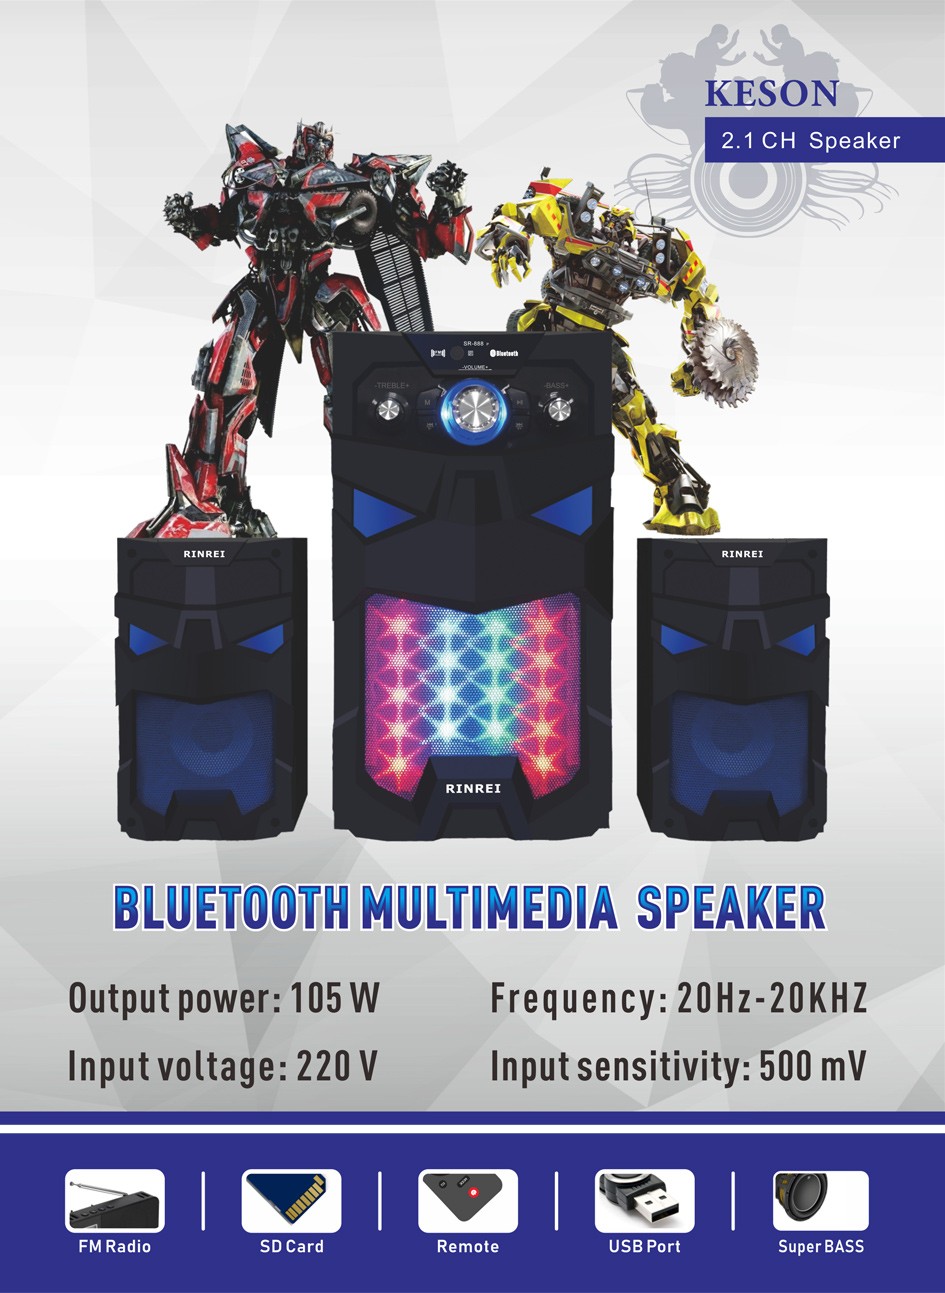 KESON
2.1 CH Speaker
SR-888
Bluetooth
-VOLUME+
-TREBLE+
-BASS+
M
RINREI
RINREI
RINREI
BLUETOOTH MULTIMEDIA SPEAKER
Output power: 105 W
Frequency: 20Hz-20KHZ
Input voltage: 220 V
Input sensitivity: 500 mV
FM Radio
SD Card
Remote
USB Port
Super BASS